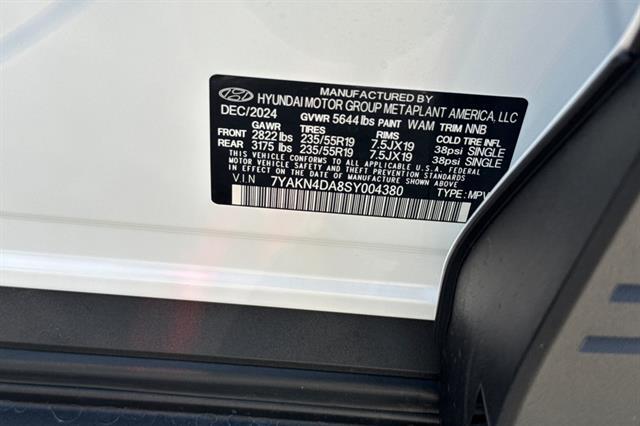 MANUFACTURED BY
HYUNDAI MOTOR GROUP METAPLANT AMERICA, LLC
DEC/2024 GVWR 5644 lbs PAINT WAM TRIM NNB
GAWR TIRES RIMS COLD TIRE INF.
FRONT 2822 lbs 235/55R19 7.5JX19 38psi SINGLE
REAR 3175 lbs 235/55R19 7.5JX19 38psi SINGLE
THIS VEHICLE CONFORMS TO ALL APPLICABLE U.S.A. FEDERAL
MOTOR VEHICLE SAFETY, BUMPER, AND THEFT PREVENTION
STANDARDS IN EFFECT ON THE DATE OF MANUFACTURE SHOWN ABOVE.
V.I.N 7YAKN4DA8SY004380 TYPE: MPV